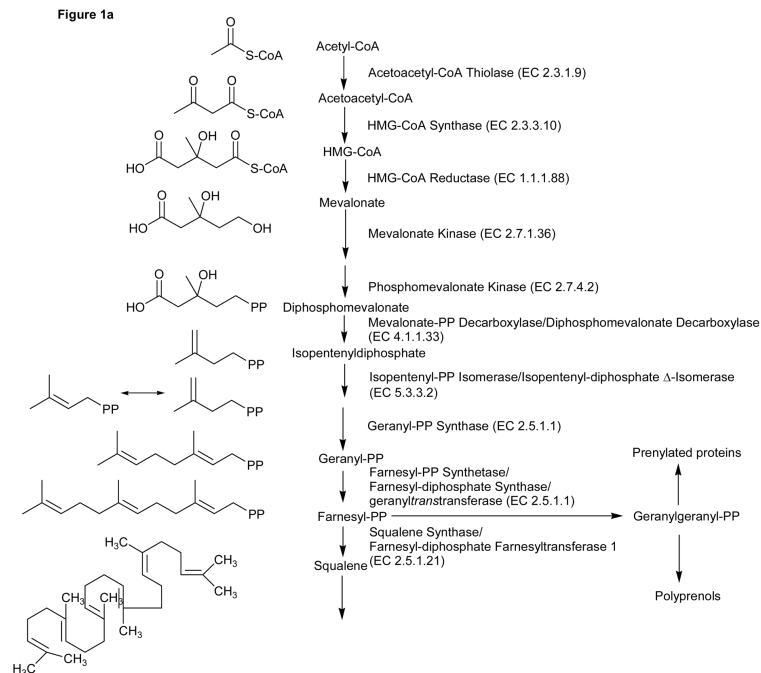 Figure 1a
O
S-CoA
Acetyl-CoA
Acetoacetyl-CoA Thiolase (EC 2.3.1.9)
O O
S-CoA
Acetoacetyl-CoA
HMG-CoA Synthase (EC 2.3.3.10)
O OH O
HO S-CoA
HMG-CoA
HMG-CoA Reductase (EC 1.1.1.88)
O OH
HO OH
Mevalonate
Mevalonate Kinase (EC 2.7.1.36)
Phosphomevalonate Kinase (EC 2.7.4.2)
O OH
HO PP
Diphosphomevalonate
Mevalonate-PP Decarboxylase/Diphosphomevalonate Decarboxylase
(EC 4.1.1.33)
Isopentenyldiphosphate
PP
Isopentenyl-PP Isomerase/Isopentenyl-diphosphate Δ-Isomerase
(EC 5.3.3.2)
PP PP
Geranyl-PP Synthase (EC 2.5.1.1)
Geranyl-PP
PP
Farnesyl-PP Synthetase/
Farnesyl-diphosphate Synthase/
geranyltranstransferase (EC 2.5.1.1)
Prenylated proteins
PP
Farnesyl-PP
Geranylgeranyl-PP
Squalene Synthase/
Farnesyl-diphosphate Farnesyltransferase 1
(EC 2.5.1.21)
Squalene
Polyprenols
H3C
CH3
CH3
CH3 CH3
CH3
CH3
H3C